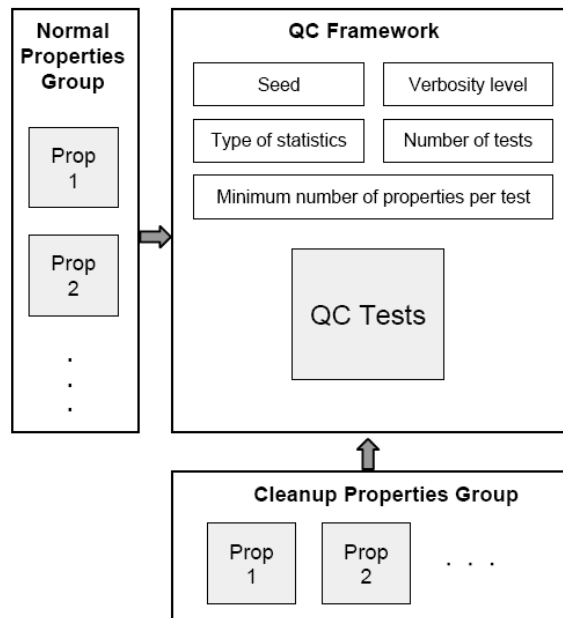 Normal
Properties
Group
Prop
1
Prop
2
.
.
.
QC Framework
Seed
Verbosity level
Type of statistics
Number of tests
Minimum number of properties per test
QC Tests
Cleanup Properties Group
Prop
1
Prop
2
. . .